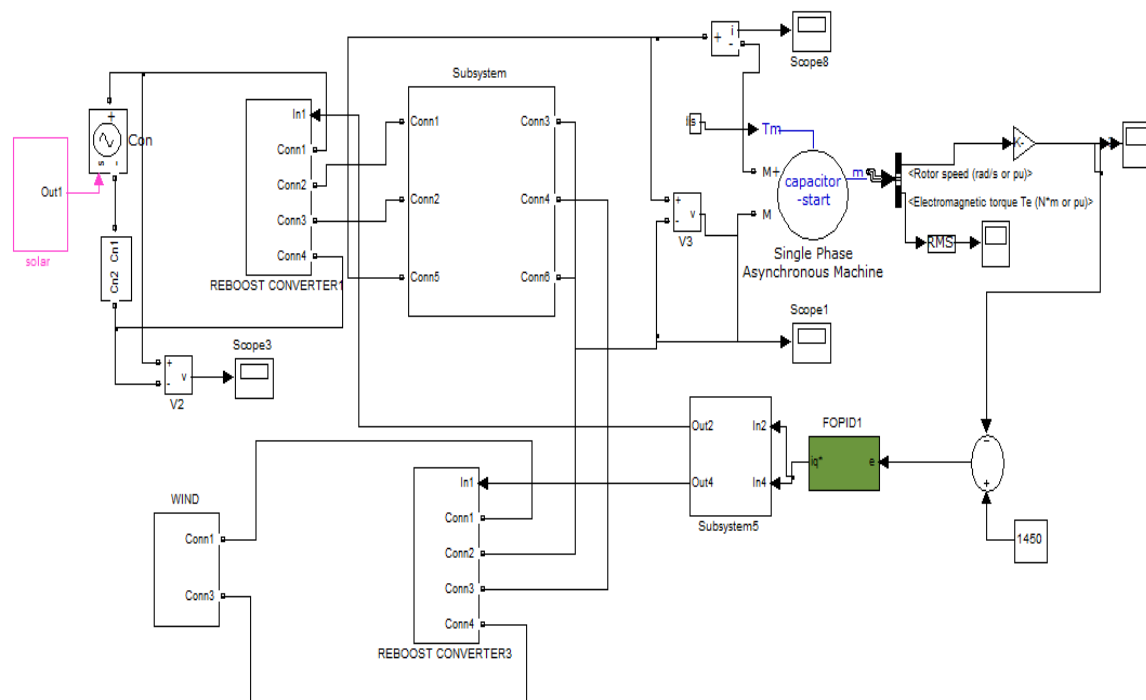 i
+
-
Scope8
Subsystem
+
Con
s
-
In1
Conn1
Conn2
Conn3
Conn4
REBOOST CONVERTER1
Conn1
Conn2
Conn5
Conn3
Conn4
Conn6
Out1
solar
Cn1
Cn2
Tm
M+
M
capacitor
-start
m
Single Phase
Asynchronous Machine
K-
<Rotor speed (rad/s or pu)>
<Electromagnetic torque Te (N*m or pu)>
RMS
+
-
v
V3
Scope1
Scope3
+
-
v
V2
Out2
Out4
In2
In4
Subsystem5
FOPID1
iq*
e
−
+
1450
WIND
Conn1
Conn3
In1
Conn1
Conn2
Conn3
Conn4
REBOOST CONVERTER3